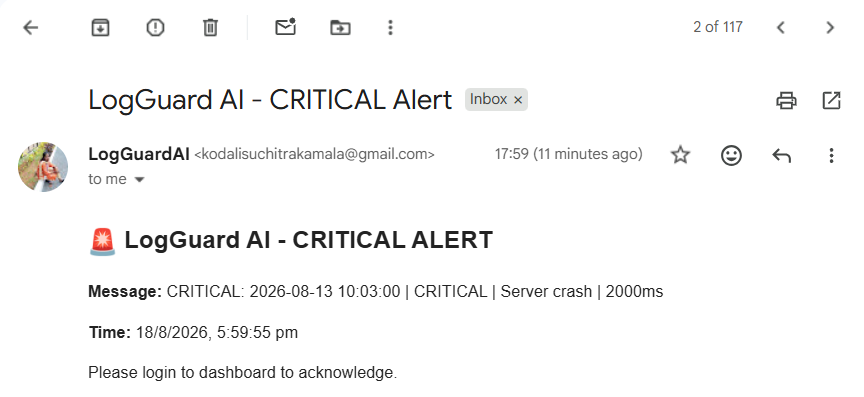 2 of 117
LogGuard AI - CRITICAL Alert Inbox ×
LogGuardAI <kodalisuchitrakamala@gmail.com> 17:59 (11 minutes ago)
to me
LogGuard AI - CRITICAL ALERT
Message: CRITICAL: 2026-08-13 10:03:00 | CRITICAL | Server crash | 2000ms
Time: 18/8/2026, 5:59:55 pm
Please login to dashboard to acknowledge.